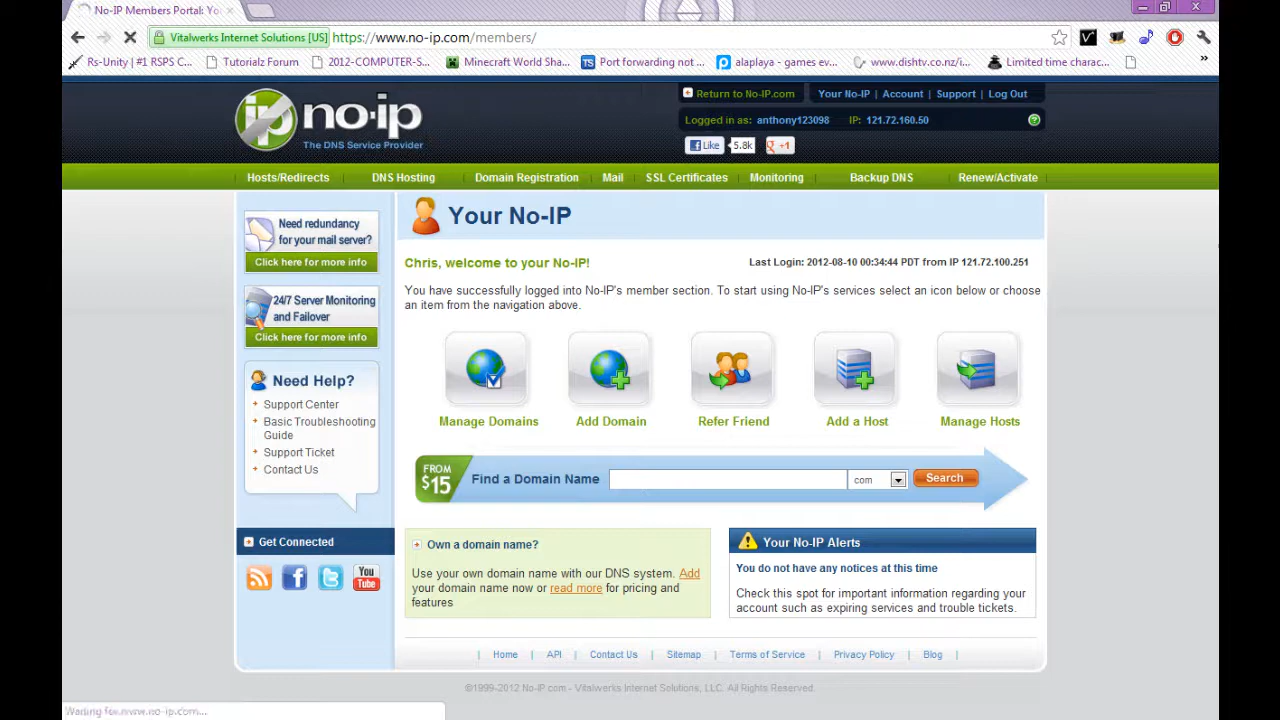 No-IP Members Portal: Yo
Vitalwerks Internet Solutions [US] https://www.no-ip.com/members/
Rs-Unity | #1 RSPS C... Tutorialz Forum 2012-COMPUTER-S... Minecraft World Sha... Port forwarding not ... alaplaya - games ev... www.dishtv.co.nz/i... Limited time charac... »
no-ip
The DNS Service Provider
Return to No-IP.com Your No-IP | Account | Support | Log Out
Logged in as: anthony123098 IP: 121.72.160.50
Like 5.8k +1
Hosts/Redirects DNS Hosting Domain Registration Mail SSL Certificates Monitoring Backup DNS Renew/Activate
Need redundancy
for your mail server?
Click here for more info
24/7 Server Monitoring
and Failover
Click here for more info
Need Help?
Support Center
Basic Troubleshooting
Guide
Support Ticket
Contact Us
Get Connected
You
Tube
Your No-IP
Chris, welcome to your No-IP! Last Login: 2012-08-10 00:34:44 PDT from IP 121.72.100.251
You have successfully logged into No-IP's member section. To start using No-IP's services select an icon below or choose
an item from the navigation above.
Manage Domains Add Domain Refer Friend Add a Host Manage Hosts
FROM
$15
Find a Domain Name com Search
Own a domain name?
Use your own domain name with our DNS system. Add
your domain name now or read more for pricing and
features
Your No-IP Alerts
You do not have any notices at this time
Check this spot for important information regarding your
account such as expiring services and trouble tickets.
| Home | API | Contact Us | Sitemap | Terms of Service | Privacy Policy | Blog |
©1999-2012 No-IP.com - Vitalwerks Internet Solutions, LLC. All Rights Reserved.
Waiting for www.no-ip.com...